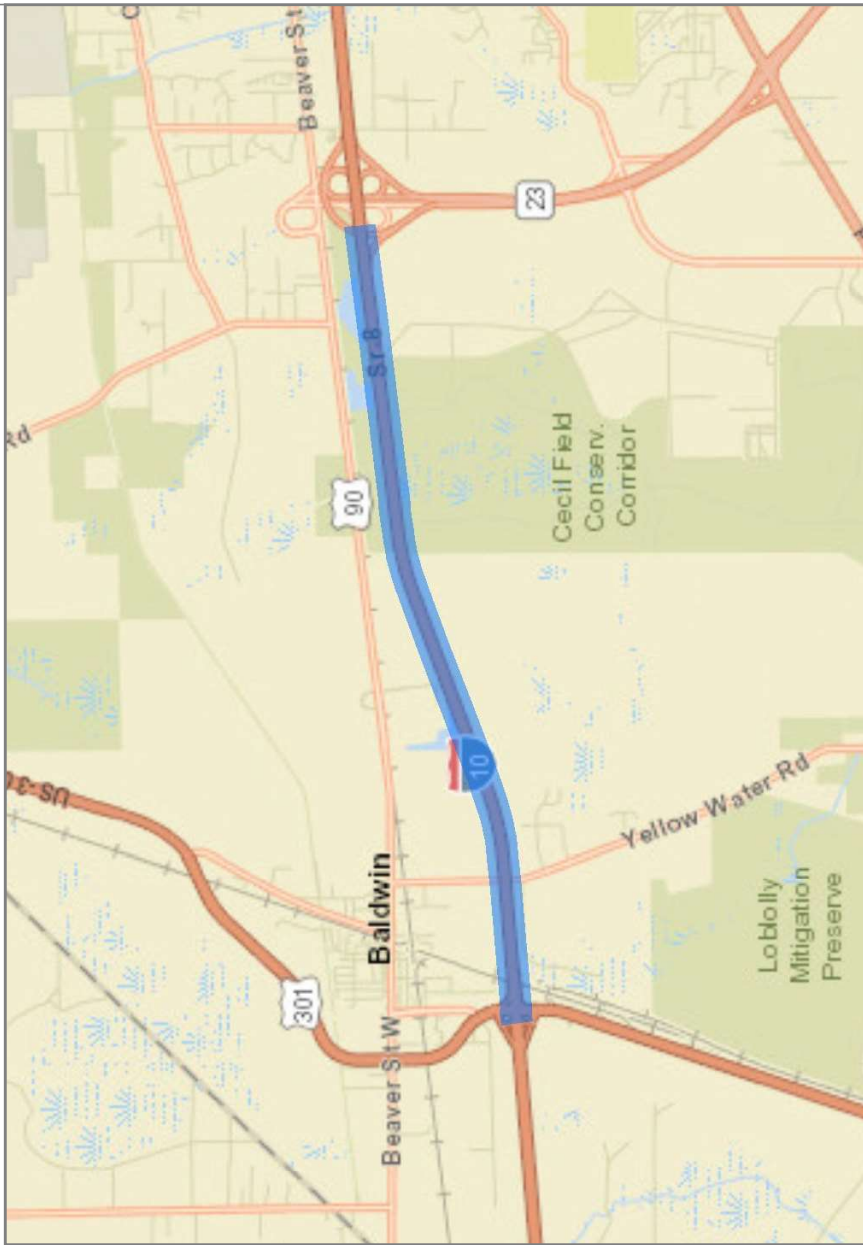 Rd
US-30
301
Beaver St
90
Sr 8
Baldwin
Beaver St W
10
23
Cecil Field
Conserv.
Corridor
Yellow Water Rd
Loblolly
Mitigation
Preserve